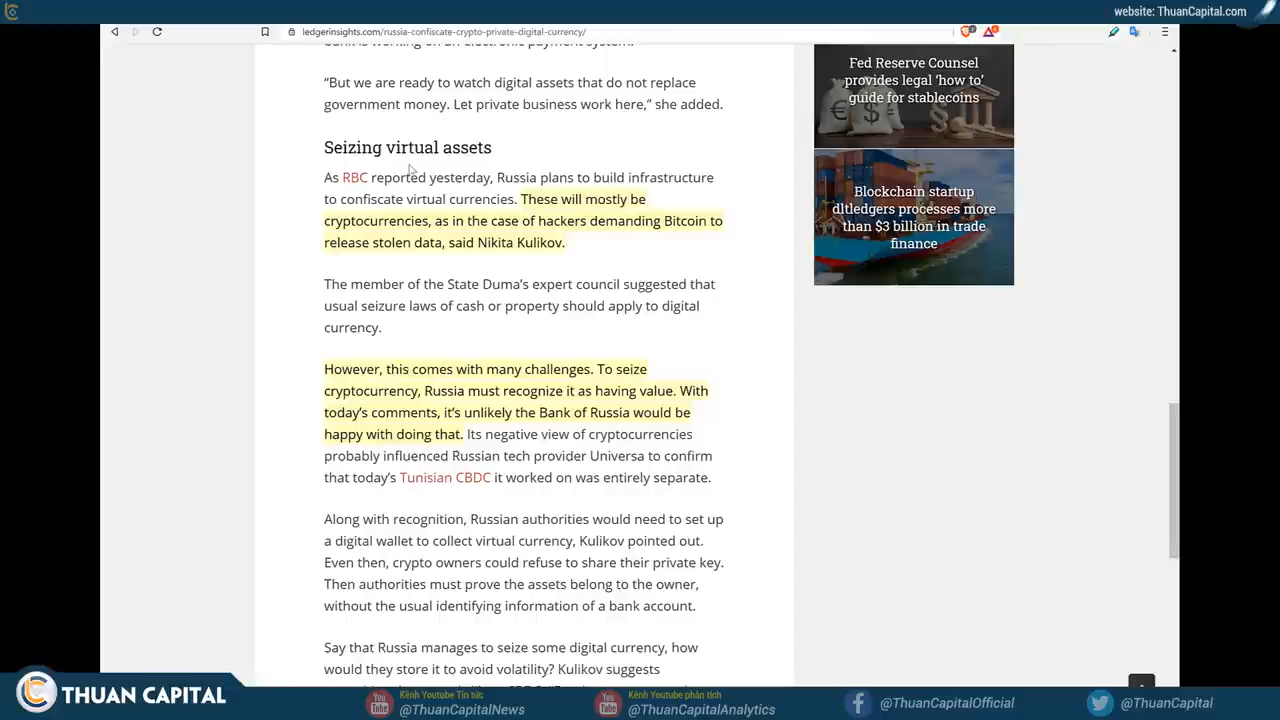 website: ThuanCapital.com
ledgerinsights.com/russia-confiscate-crypto-private-digital-currency/
bank is working on an electronic payment system.
“But we are ready to watch digital assets that do not replace
government money. Let private business work here,” she added.
Seizing virtual assets
As RBC reported yesterday, Russia plans to build infrastructure
to confiscate virtual currencies. These will mostly be
cryptocurrencies, as in the case of hackers demanding Bitcoin to
release stolen data, said Nikita Kulikov.
The member of the State Duma’s expert council suggested that
usual seizure laws of cash or property should apply to digital
currency.
However, this comes with many challenges. To seize
cryptocurrency, Russia must recognize it as having value. With
today’s comments, it’s unlikely the Bank of Russia would be
happy with doing that. Its negative view of cryptocurrencies
probably influenced Russian tech provider Universa to confirm
that today’s Tunisian CBDC it worked on was entirely separate.
Along with recognition, Russian authorities would need to set up
a digital wallet to collect virtual currency, Kulikov pointed out.
Even then, crypto owners could refuse to share their private key.
Then authorities must prove the assets belong to the owner,
without the usual identifying information of a bank account.
Say that Russia manages to seize some digital currency, how
would they store it to avoid volatility? Kulikov suggests
Fed Reserve Counsel
provides legal ‘how to’
guide for stablecoins
Blockchain startup
dltledgers processes more
than $3 billion in trade
finance
THUAN CAPITAL
Kênh Youtube Tin tức
@ThuanCapitalNews
Kênh Youtube phân tích
@ThuanCapitalAnalytics
@ThuanCapitalOfficial
@ThuanCapital